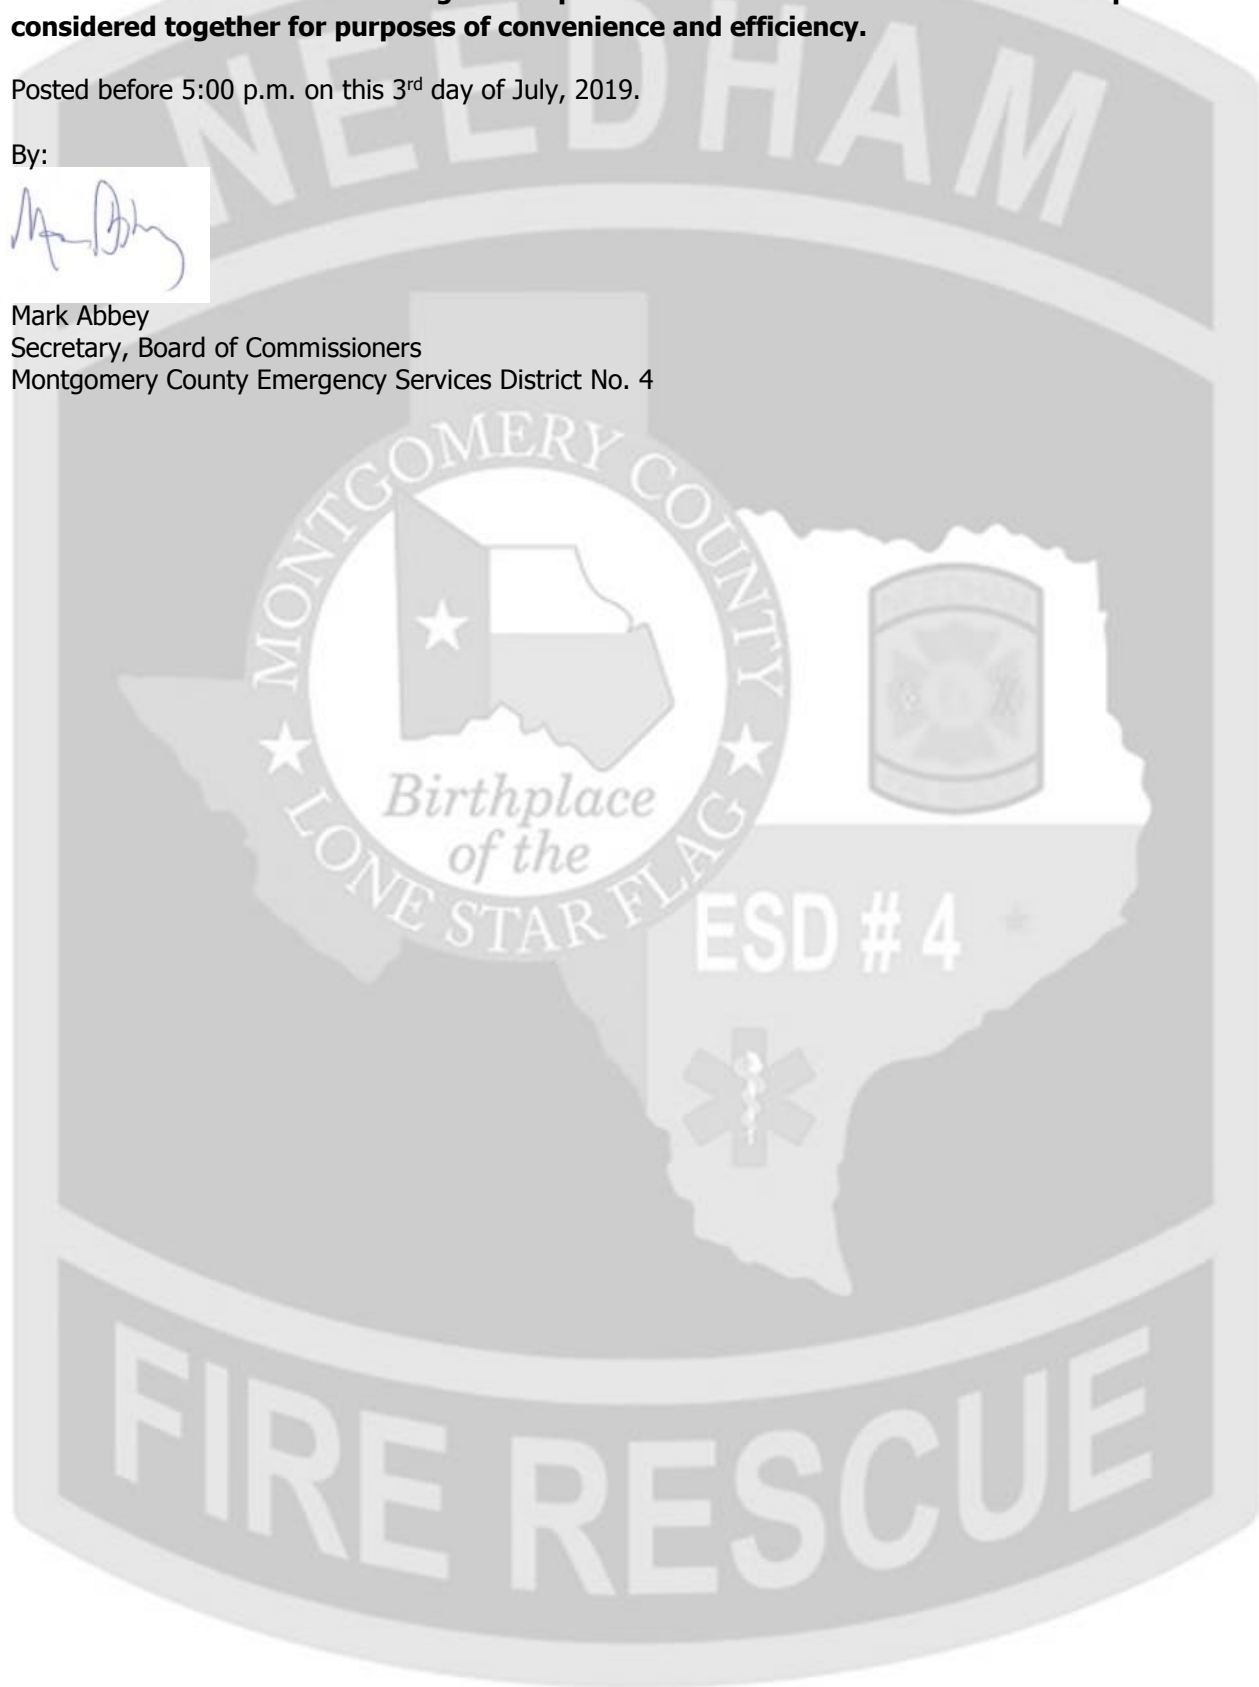 considered together for purposes of convenience and efficiency.
Posted before 5:00 p.m. on this 3rd day of July, 2019.
By:
Mark Abbey
Secretary, Board of Commissioners
Montgomery County Emergency Services District No. 4
NEEDHAM
MONTGOMERY COUNTY
Birthplace
of the
★ LONE STAR FLAG ★
ESD # 4
FIRE RESCUE